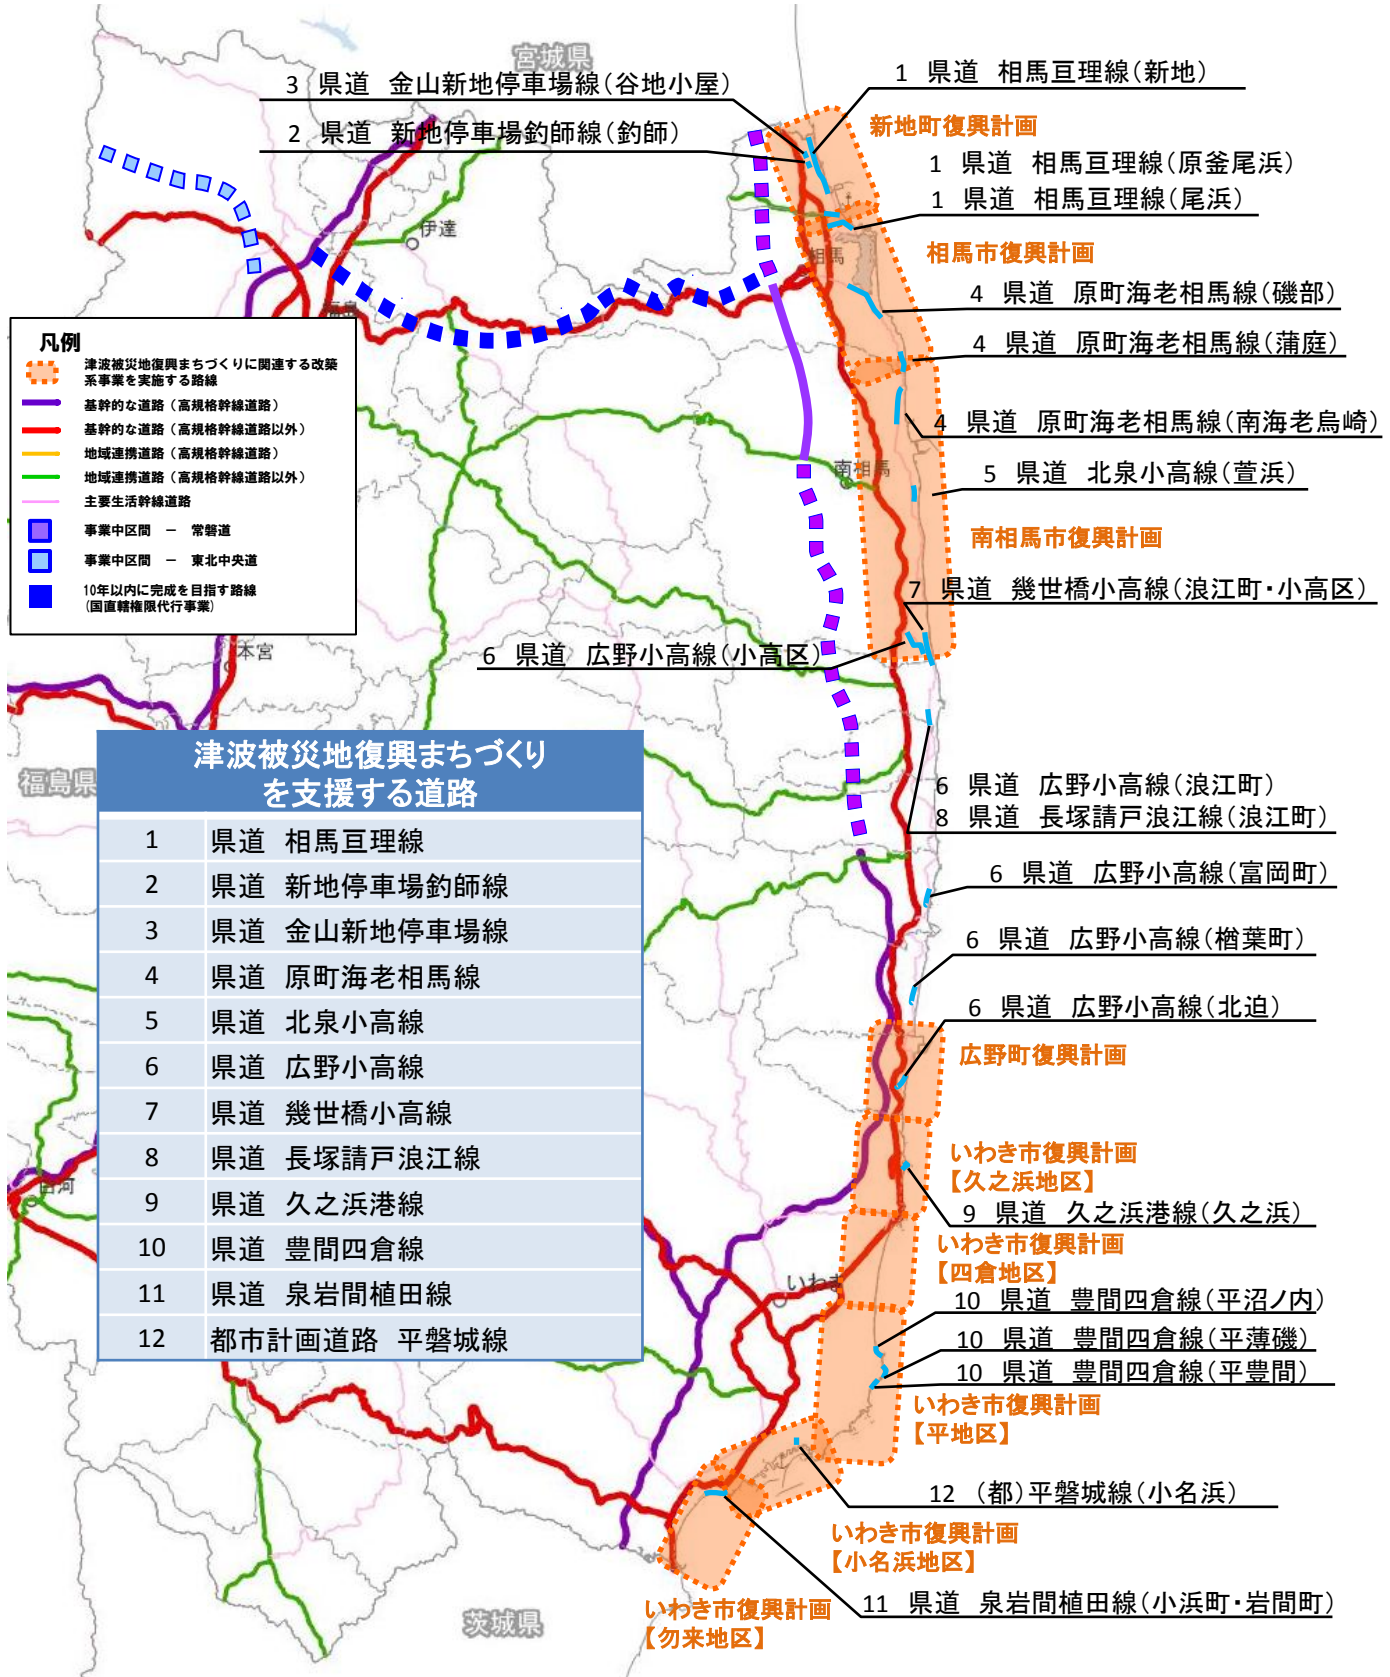 宮城県
3 県道 金山新地停車場線(谷地小屋)
1 県道 相馬亘理線(新地)
新地町復興計画
2 県道 新地停車場釣師線(釣師)
1 県道 相馬亘理線(原釜尾浜)
1 県道 相馬亘理線(尾浜)
伊達
相馬
相馬市復興計画
4 県道 原町海老相馬線(磯部)
福島
4 県道 原町海老相馬線(蒲庭)
凡例
津波被災地復興まちづくりに関連する改築
系事業を実施する路線
基幹的な道路(高規格幹線道路)
基幹的な道路(高規格幹線道路以外)
地域連携道路(高規格幹線道路)
地域連携道路(高規格幹線道路以外)
主要生活幹線道路
事業中区間 － 常磐道
事業中区間 － 東北中央道
10年以内に完成を目指す路線
(国直轄権限代行事業)
4 県道 原町海老相馬線(南海老烏崎)
南相馬
5 県道 北泉小高線(萱浜)
南相馬市復興計画
7 県道 幾世橋小高線(浪江町・小高区)
本宮
6 県道 広野小高線(小高区)
福島県
津波被災地復興まちづくり
を支援する道路
1 県道 相馬亘理線
2 県道 新地停車場釣師線
3 県道 金山新地停車場線
4 県道 原町海老相馬線
5 県道 北泉小高線
6 県道 広野小高線
7 県道 幾世橋小高線
8 県道 長塚請戸浪江線
9 県道 久之浜港線
10 県道 豊間四倉線
11 県道 泉岩間植田線
12 都市計画道路 平磐城線
6 県道 広野小高線(浪江町)
8 県道 長塚請戸浪江線(浪江町)
6 県道 広野小高線(富岡町)
6 県道 広野小高線(楢葉町)
6 県道 広野小高線(北迫)
広野町復興計画
いわき市復興計画
【久之浜地区】
白河
9 県道 久之浜港線(久之浜)
いわき市復興計画
【四倉地区】
いわき
10 県道 豊間四倉線(平沼ノ内)
10 県道 豊間四倉線(平薄磯)
10 県道 豊間四倉線(平豊間)
いわき市復興計画
【平地区】
12 (都)平磐城線(小名浜)
いわき市復興計画
【小名浜地区】
11 県道 泉岩間植田線(小浜町・岩間町)
いわき市復興計画
【勿来地区】
茨城県